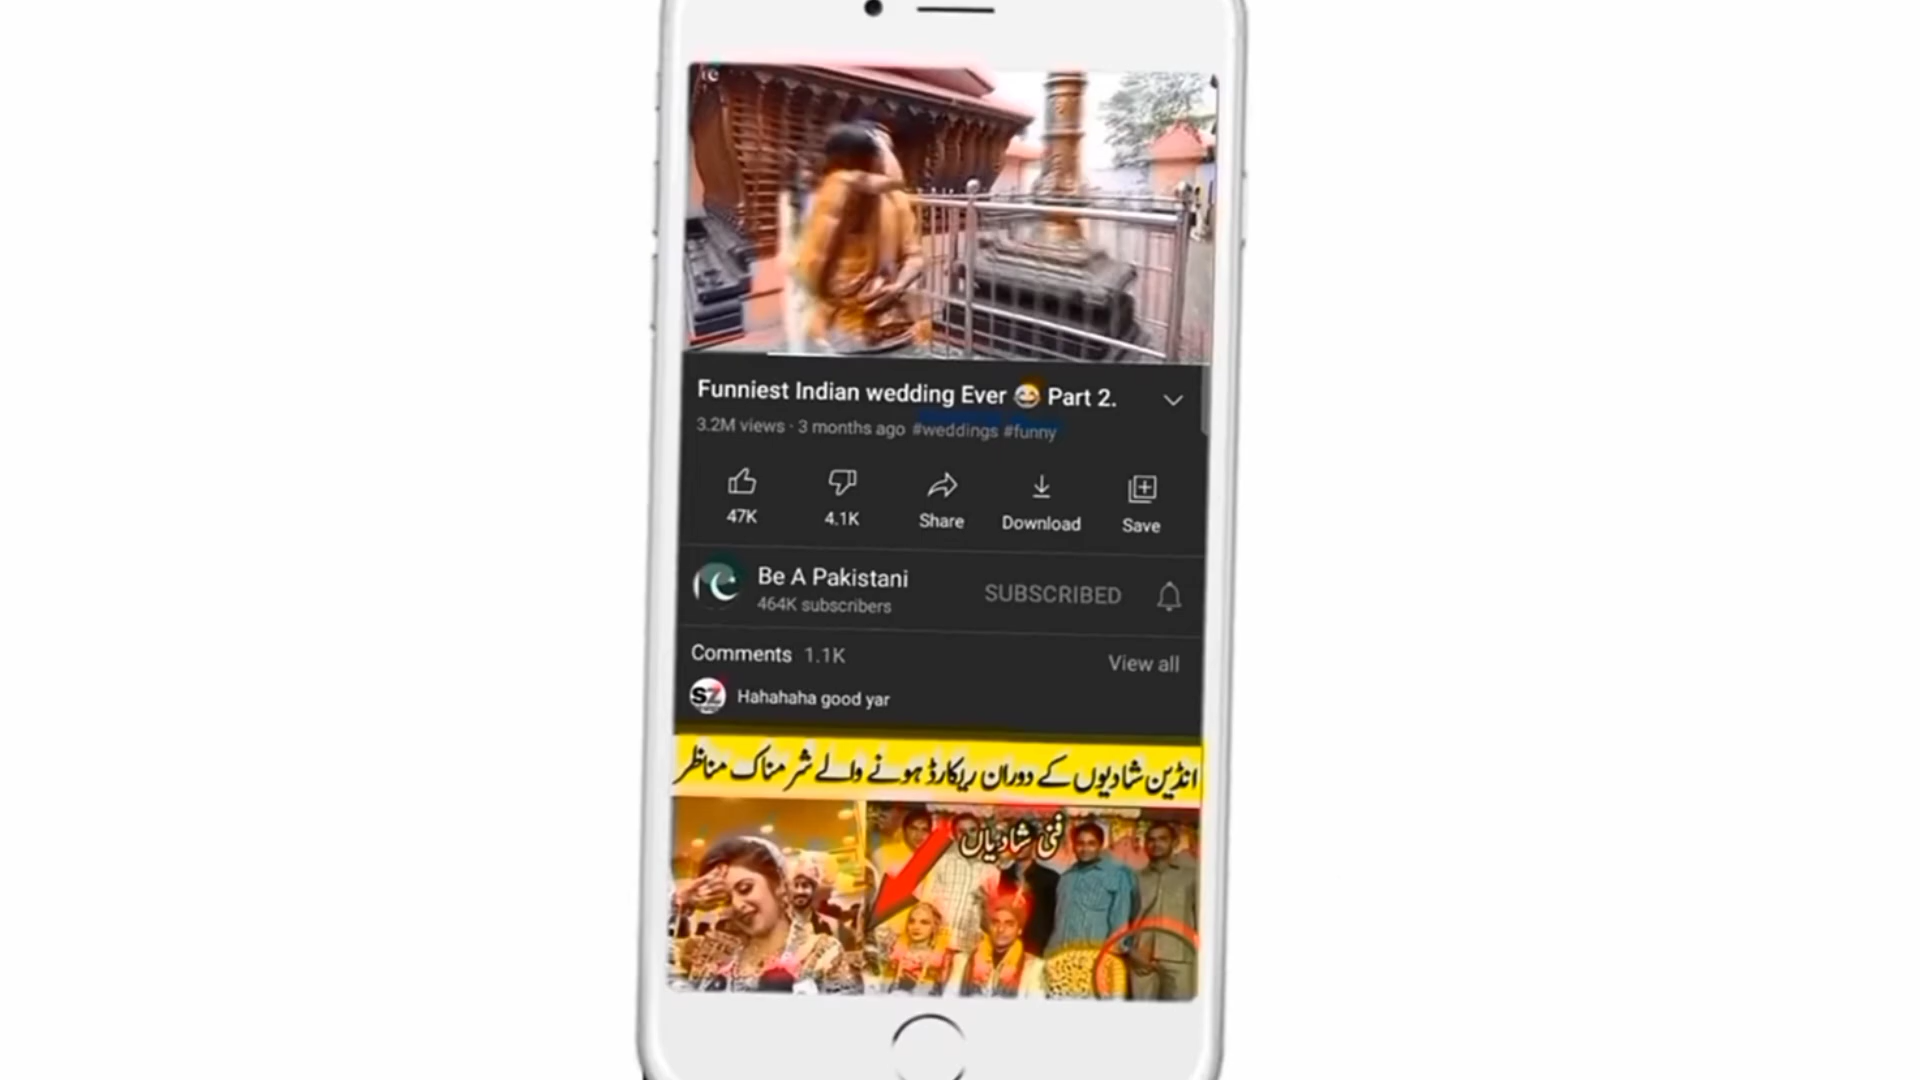 Funniest Indian wedding Ever 😂 Part 2.
3.2M views · 3 months ago #weddings #funny
47K
4.1K
Share
Download
Save
Be A Pakistani
464K subscribers
SUBSCRIBED
Comments 1.1K
View all
SZ
Hahahaha good yar
انڈین شادیوں کے دوران ریکارڈ ہونے والے شرمناک مناظر
فنی شادیاں